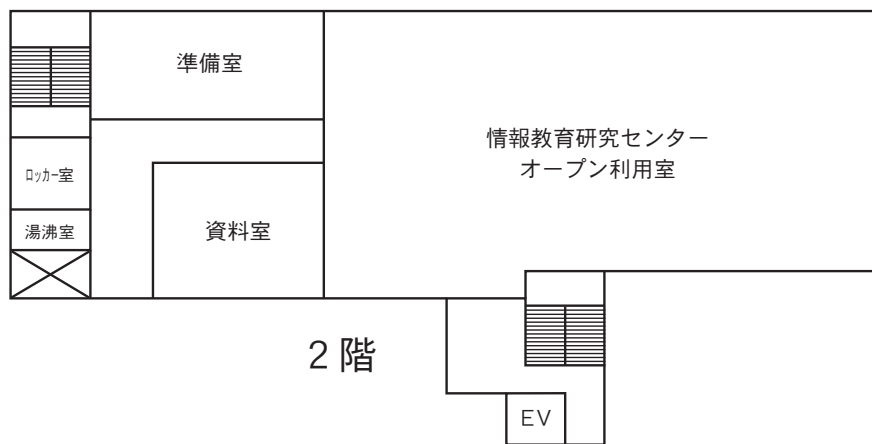 準備室
情報教育研究センター
オープン利用室
ロッカー室
湯沸室
資料室
2階
EV